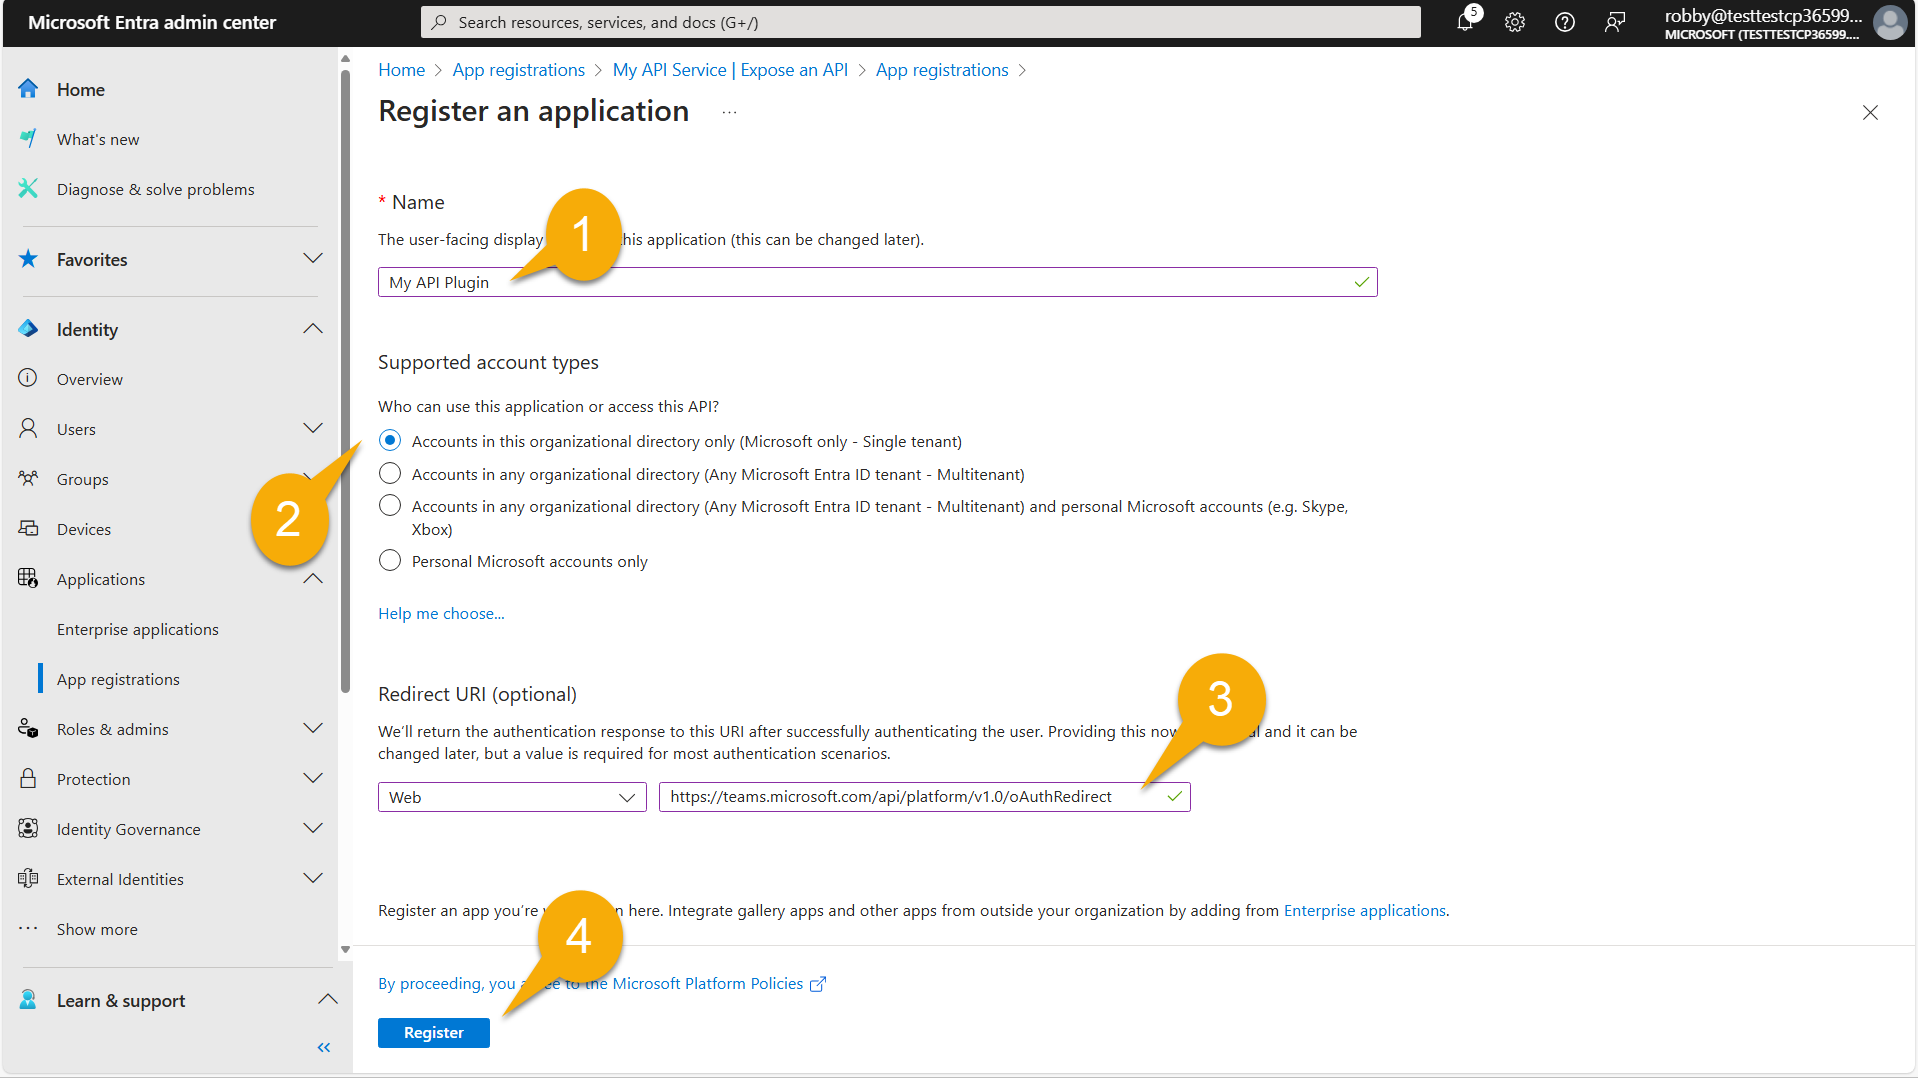 Microsoft Entra admin center
Search resources, services, and docs (G+/)
5
robby@testtestcp36599...
MICROSOFT (TESTTESTCP36599....
Home
What's new
Diagnose & solve problems
Favorites
Identity
Overview
Users
Groups
Devices
Applications
Enterprise applications
App registrations
Roles & admins
Protection
Identity Governance
External Identities
Show more
Learn & support
Home > App registrations > My API Service | Expose an API > App registrations >
Register an application ...
* Name
The user-facing display this application (this can be changed later).
1
My API Plugin
Supported account types
Who can use this application or access this API?
Accounts in this organizational directory only (Microsoft only - Single tenant)
Accounts in any organizational directory (Any Microsoft Entra ID tenant - Multitenant)
Accounts in any organizational directory (Any Microsoft Entra ID tenant - Multitenant) and personal Microsoft accounts (e.g. Skype,
Xbox)
2
Personal Microsoft accounts only
Help me choose...
Redirect URI (optional)
3
We'll return the authentication response to this URI after successfully authenticating the user. Providing this now and it can be
changed later, but a value is required for most authentication scenarios.
Web
https://teams.microsoft.com/api/platform/v1.0/oAuthRedirect
Register an app you're here. Integrate gallery apps and other apps from outside your organization by adding from Enterprise applications.
4
By proceeding, you agree to the Microsoft Platform Policies
Register